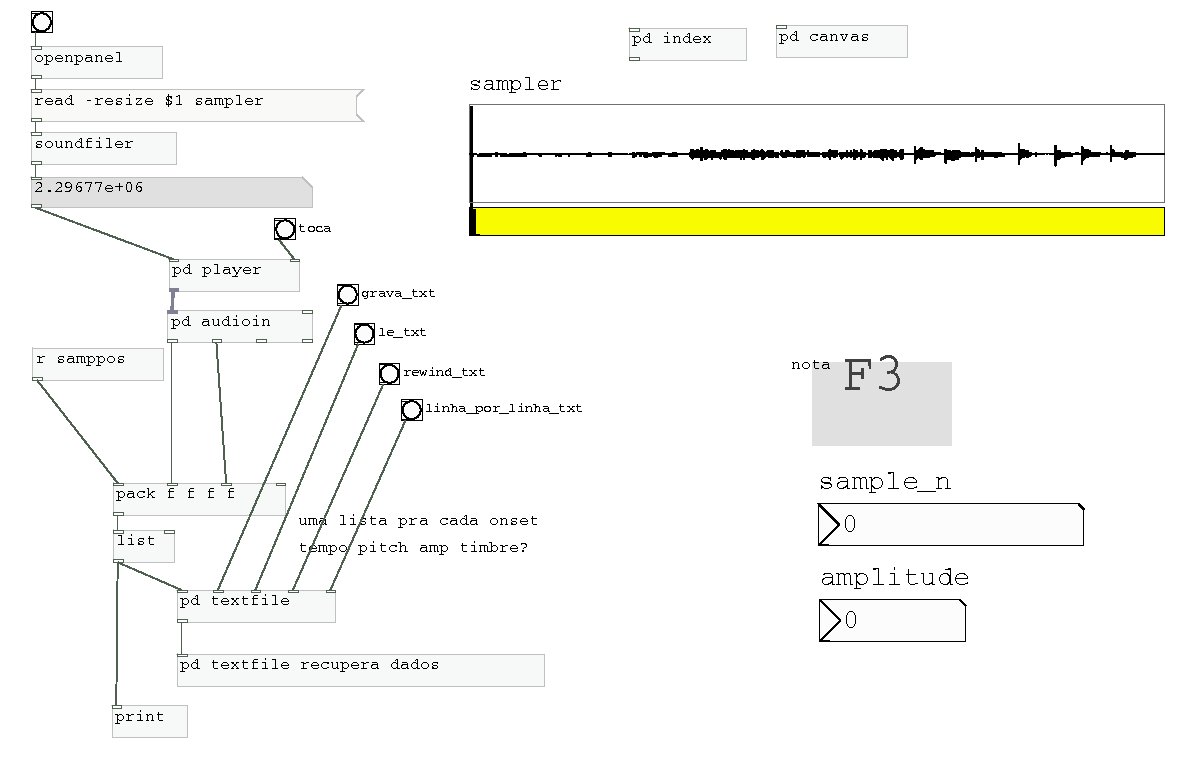 openpanel
read -resize $1 sampler
soundfiler
2.29677e+06
toca
pd player
pd audioin
r samppos
grava_txt
le_txt
rewind_txt
linha_por_linha_txt
pack f f f f
list
uma lista pra cada onset
tempo pitch amp timbre?
pd textfile
pd textfile recupera dados
print
pd index
pd canvas
sampler
nota
F3
sample_n
0
amplitude
0